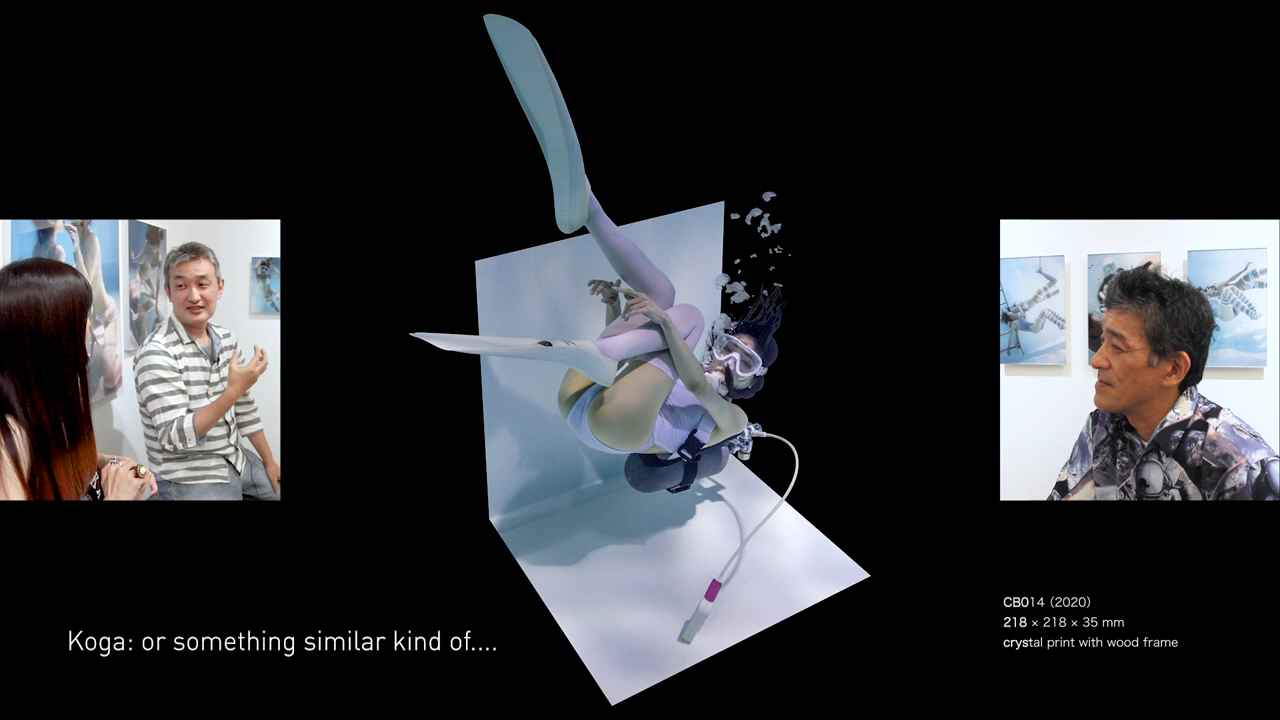 Koga: or something similar kind of....
CB014 (2020)
218 × 218 × 35 mm
crystal print with wood frame